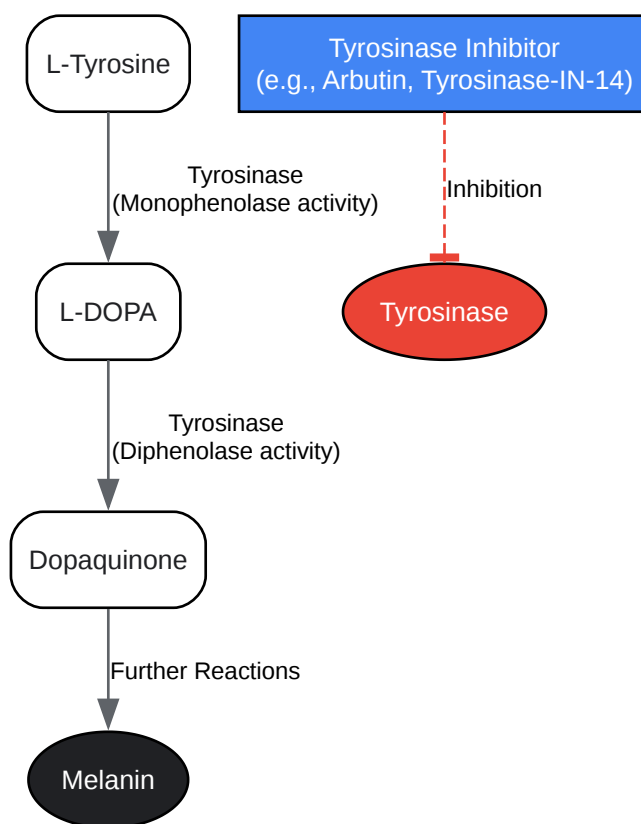 L-Tyrosine
Tyrosinase Inhibitor
(e.g., Arbutin, Tyrosinase-IN-14)
Tyrosinase
(Monophenolase activity)
Inhibition
L-DOPA
Tyrosinase
Tyrosinase
(Diphenolase activity)
Dopaquinone
Further Reactions
Melanin